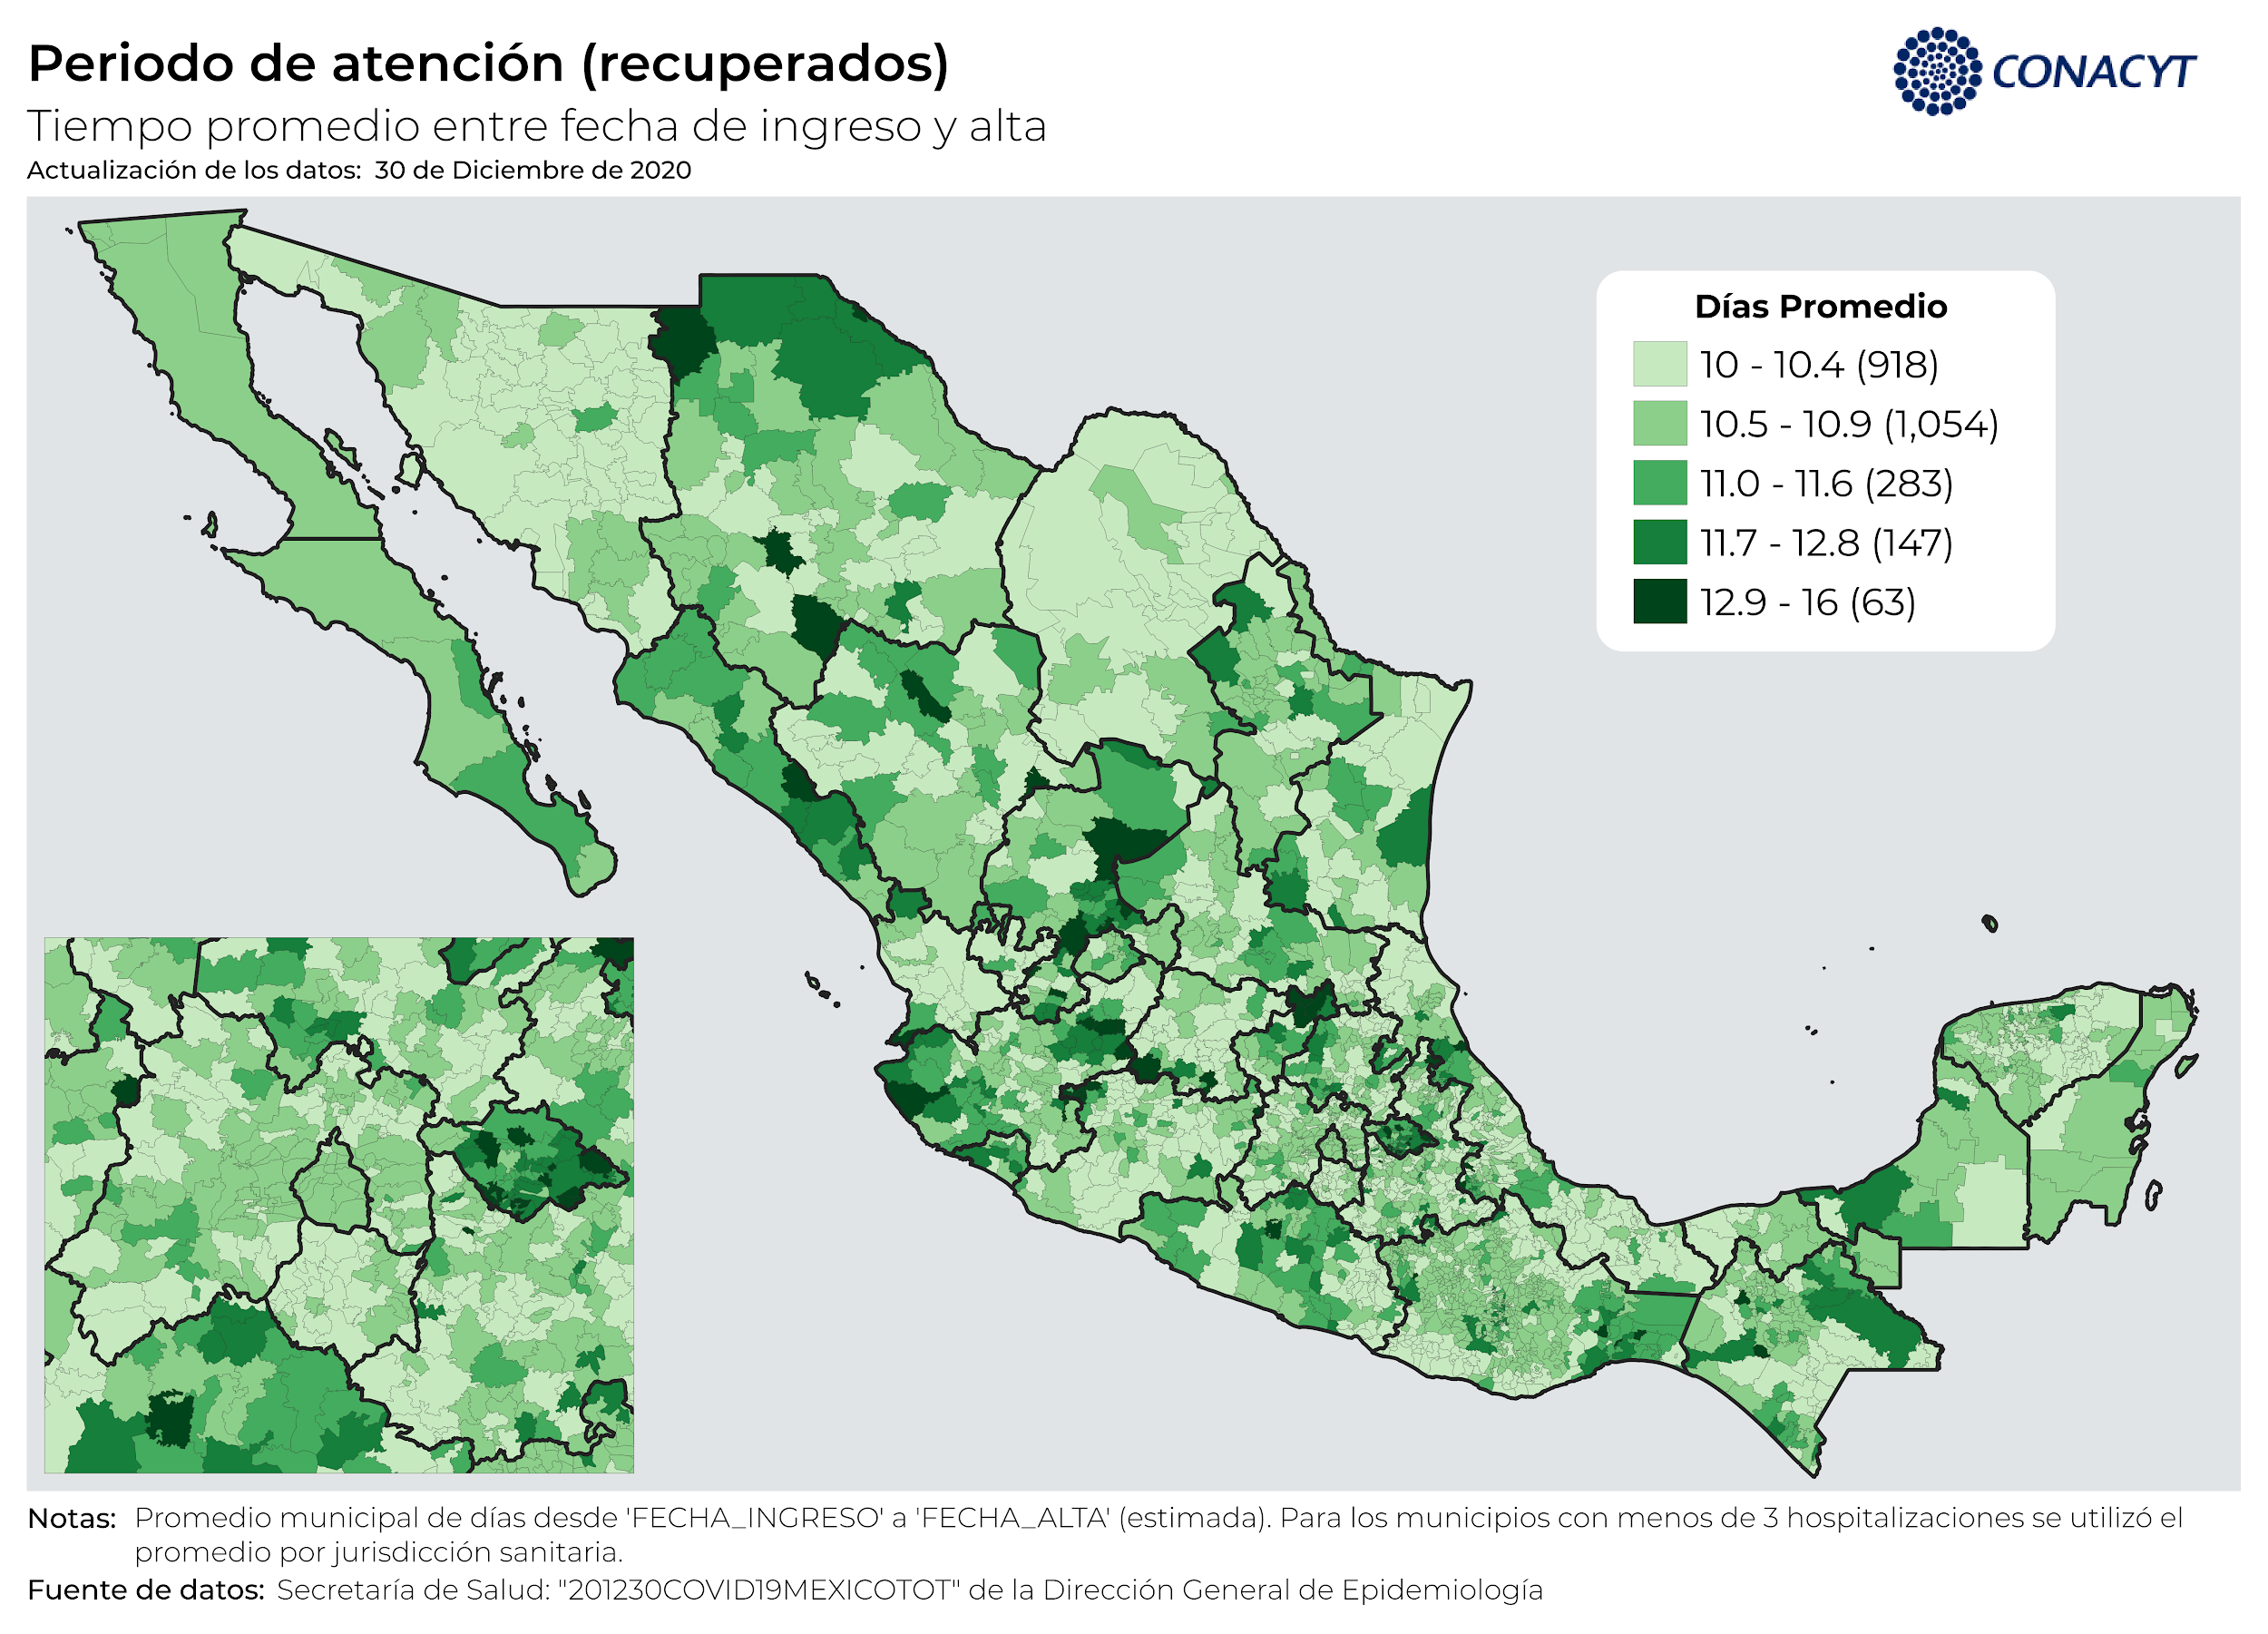 Periodo de atención (recuperados)
Tiempo promedio entre fecha de ingreso y alta
Actualización de los datos: 30 de Diciembre de 2020
CONACYT
Días Promedio
10 - 10.4 (918)
10.5 - 10.9 (1,054)
11.0 - 11.6 (283)
11.7 - 12.8 (147)
12.9 - 16 (63)
Notas: Promedio municipal de días desde 'FECHA_INGRESO' a 'FECHA_ALTA' (estimada). Para los municipios con menos de 3 hospitalizaciones se utilizó el
promedio por jurisdicción sanitaria.
Fuente de datos: Secretaría de Salud: "201230COVID19MEXICOTOT" de la Dirección General de Epidemiología